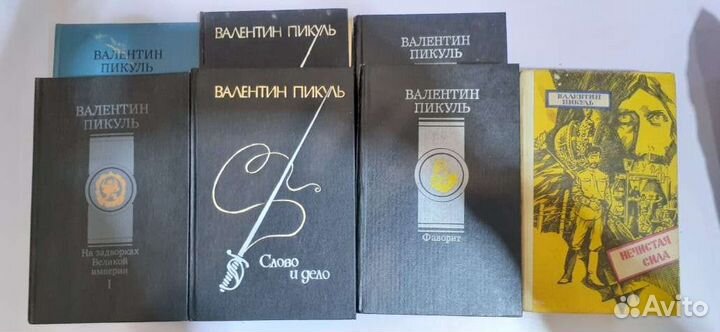 ВАЛЕНТИН
ПИКУЛЬ
ВАЛЕНТИН ПИКУЛЬ
ВАЛЕНТИН
ПИКУЛЬ
ВАЛЕНТИН
ПИКУЛЬ
На задворках
Великой
империи
I
ВАЛЕНТИН ПИКУЛЬ
Слово
и дело
ВАЛЕНТИН
ПИКУЛЬ
Фаворит
ВАЛЕНТИН
ПИКУЛЬ
НЕЧИСТАЯ
СИЛА
Avito